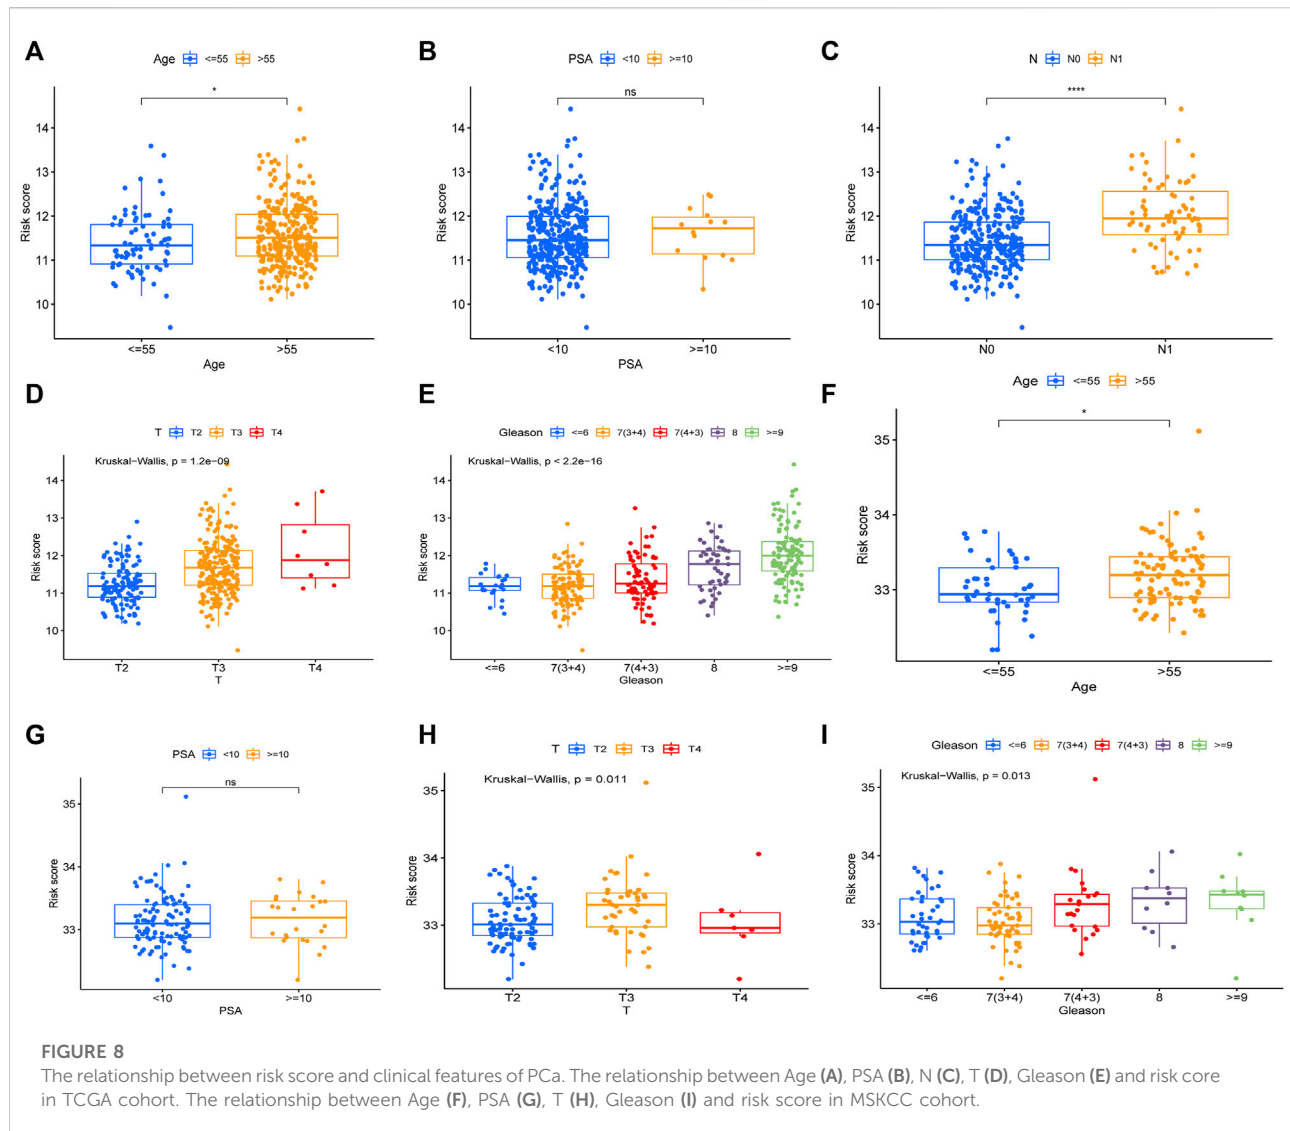 A
Age <=55 >55
*
Risk score
14
13
12
11
10
<=55 >55
Age
B
PSA <10 >=10
ns
Risk score
14
13
12
11
10
<10 >=10
PSA
C
N N0 N1
****
Risk score
14
13
12
11
10
N0 N1
D
T T2 T3 T4
Kruskal-Wallis, p = 1.2e-09
Risk score
14
13
12
11
10
T2 T3 T4
T
E
Gleason <=6 7(3+4) 7(4+3) 8 >=9
Kruskal-Wallis, p < 2.2e-16
Risk score
14
13
12
11
10
<=6 7(3+4) 7(4+3) 8 >=9
Gleason
F
Age <=55 >55
*
Risk score
35
34
33
<=55 >55
Age
G
PSA <10 >=10
ns
Risk score
35
34
33
<10 >=10
PSA
H
T T2 T3 T4
Kruskal-Wallis, p = 0.011
Risk score
35
34
33
T2 T3 T4
T
I
Gleason <=6 7(3+4) 7(4+3) 8 >=9
Kruskal-Wallis, p = 0.013
Risk score
35
34
33
<=6 7(3+4) 7(4+3) 8 >=9
Gleason
FIGURE 8
The relationship between risk score and clinical features of PCa. The relationship between Age (A), PSA (B), N (C), T (D), Gleason (E) and risk core
in TCGA cohort. The relationship between Age (F), PSA (G), T (H), Gleason (I) and risk score in MSKCC cohort.